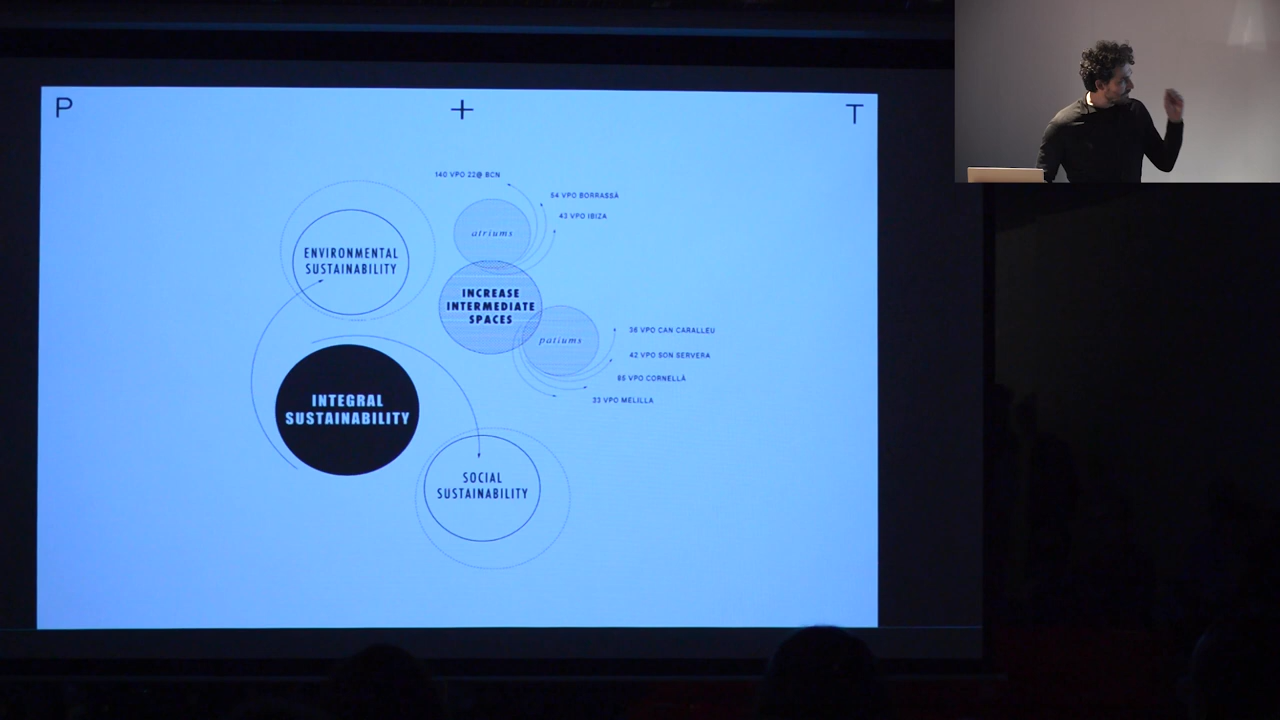 P + T
140 VPO 22@ BCN
54 VPO BORRASSÀ
43 VPO IBIZA
atriums
ENVIRONMENTAL
SUSTAINABILITY
INCREASE
INTERMEDIATE
SPACES
patiums
36 VPO CAN CARALLEU
42 VPO SON SERVERA
85 VPO CORNELLÀ
33 VPO MELILLA
INTEGRAL
SUSTAINABILITY
SOCIAL
SUSTAINABILITY